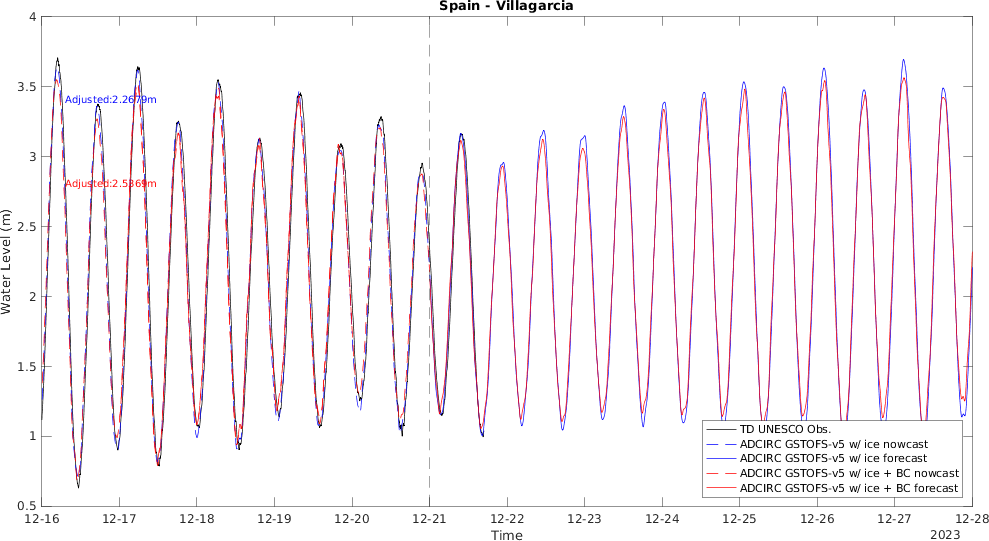 Spain - Villagarcia
4
3.5
3
2.5
2
1.5
1
0.5
Water Level (m)
Adjusted:2.2679m
Adjusted:2.5369m
TD UNESCO Obs.
ADCIRC GSTOFS-v5 w/ ice nowcast
ADCIRC GSTOFS-v5 w/ ice forecast
ADCIRC GSTOFS-v5 w/ ice + BC nowcast
ADCIRC GSTOFS-v5 w/ ice + BC forecast
12-16 12-17 12-18 12-19 12-20 12-21 12-22 12-23 12-24 12-25 12-26 12-27 12-28
Time
2023